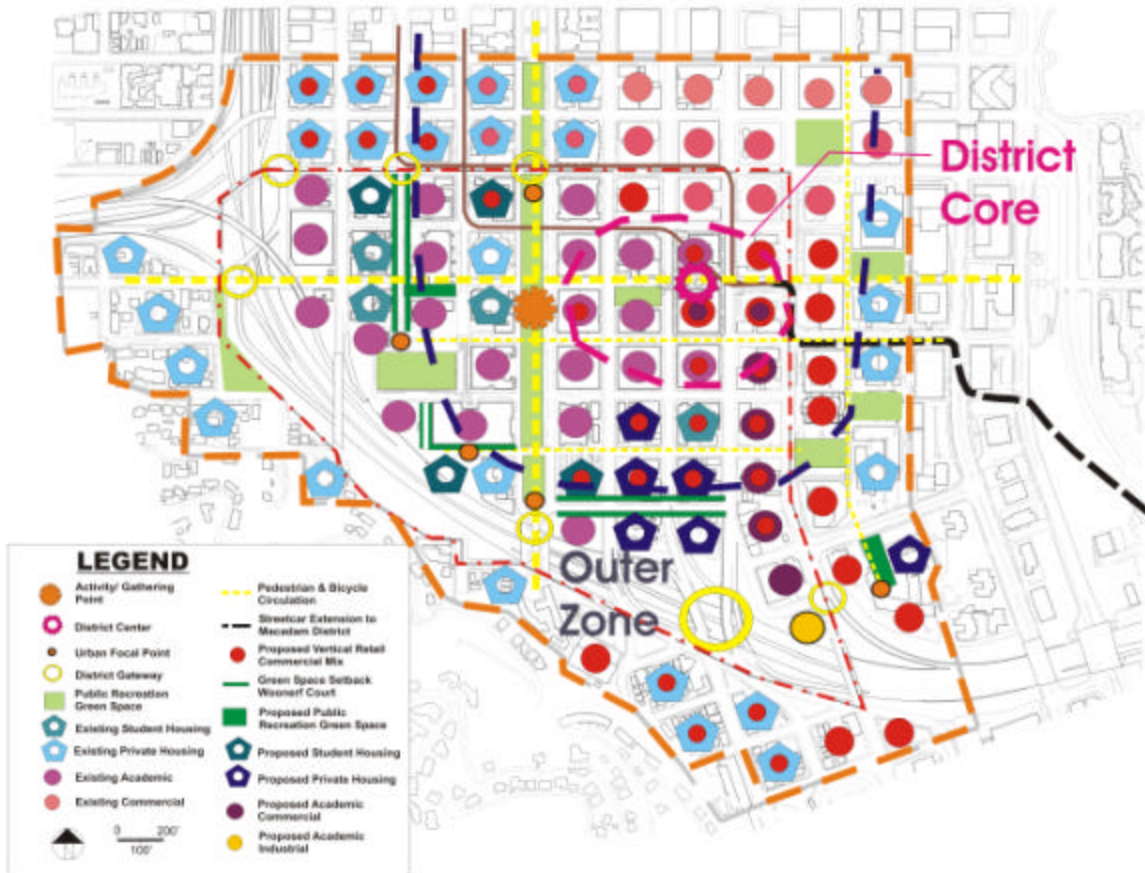 District
Core
Outer
Zone
LEGEND
Activity/ Gathering
Point
District Center
Urban Focal Point
District Gateway
Public Recreation
Green Space
Existing Student Housing
Existing Private Housing
Existing Academic
Existing Commercial
0 200'
100'
Pedestrian & Bicycle
Circulation
Streetcar Extension to
Macadam District
Proposed Vertical Retail
Commercial Mix
Green Space Setback
Woonerf Court
Proposed Public
Recreation Green Space
Proposed Student Housing
Proposed Private Housing
Proposed Academic
Commercial
Proposed Academic
Industrial